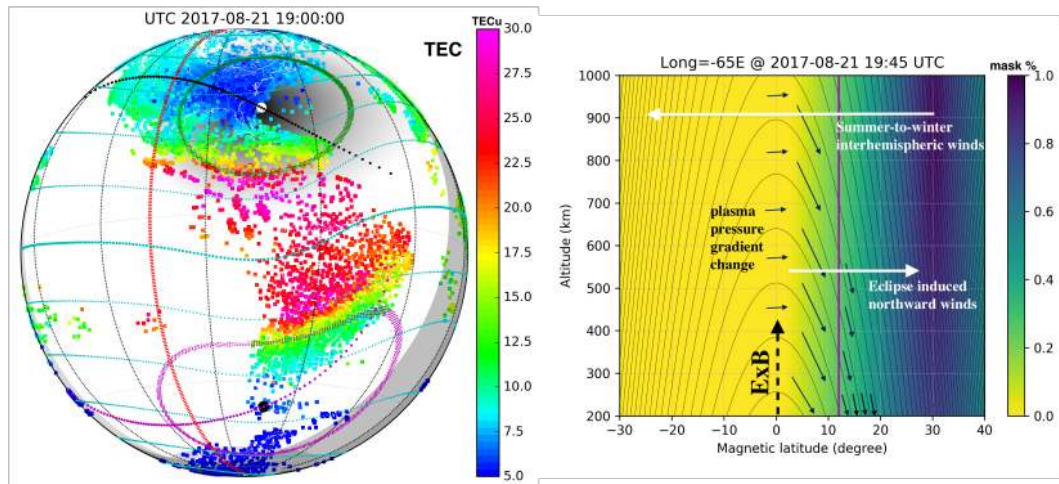 UTC 2017-08-21 19:00:00
TECu
TEC
30.0
27.5
25.0
22.5
20.0
17.5
15.0
12.5
10.0
7.5
5.0
Long=-65E @ 2017-08-21 19:45 UTC
mask %
1000
900
800
700
600
500
400
300
200
Altitude (km)
Summer-to-winter
interhemispheric winds
plasma
pressure
gradient
change
Eclipse induced
northward winds
ExB
-30
-20
-10
0
10
20
30
40
Magnetic latitude (degree)
1.0
0.8
0.6
0.4
0.2
0.0